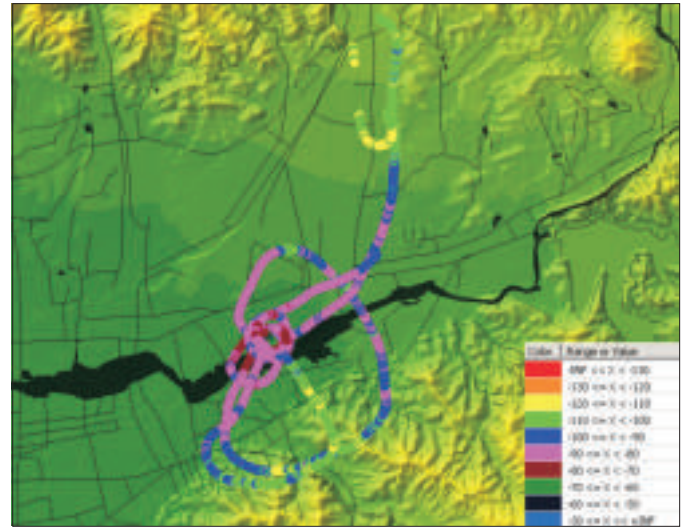 Color Range or Value
-INF <= X < -130
-130 <= X < -120
-120 <= X < -110
-110 <= X < -100
-100 <= X < -90
-90 <= X < -80
-80 <= X < -70
-70 <= X < -60
-60 <= X < -50
-50 <= X < +INF